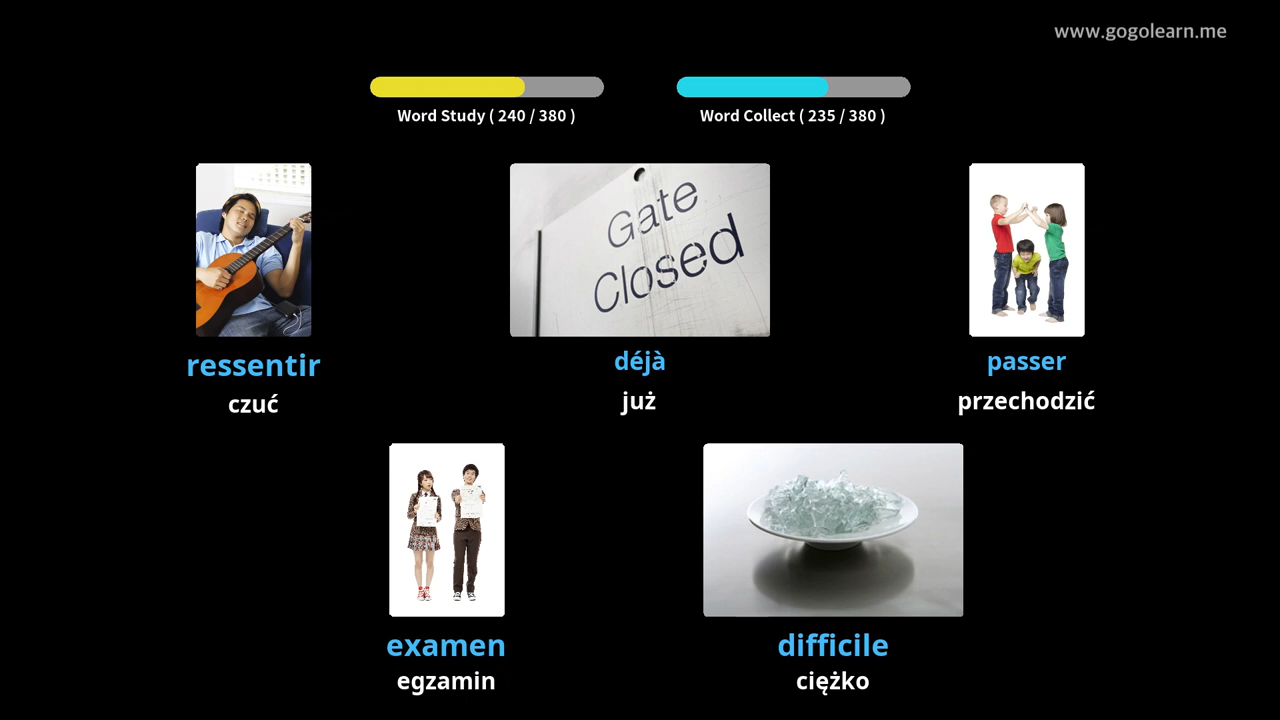 www.gogolearn.me
Word Study ( 240 / 380 )
Word Collect ( 235 / 380 )
Gate
Closed
ressentir
czuć
déjà
już
passer
przechodzić
examen
egzamin
difficile
ciężko